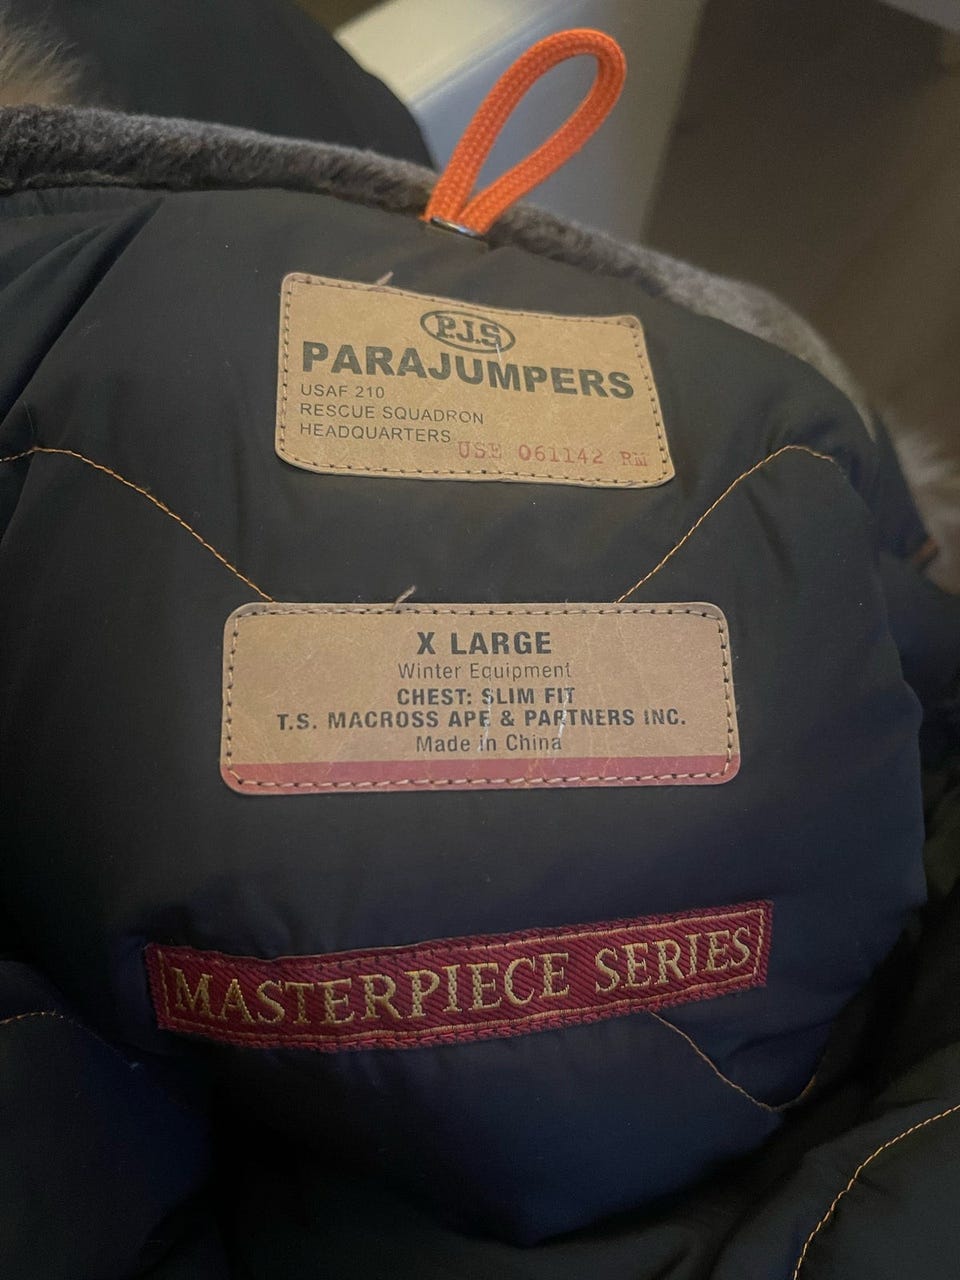 P.J.S
PARAJUMPERS
USAF 210
RESCUE SQUADRON
HEADQUARTERS
USE 061142 RM
X LARGE
Winter Equipment
CHEST: SLIM FIT
T.S. MACROSS APE & PARTNERS INC.
Made in China
MASTERPIECE SERIES